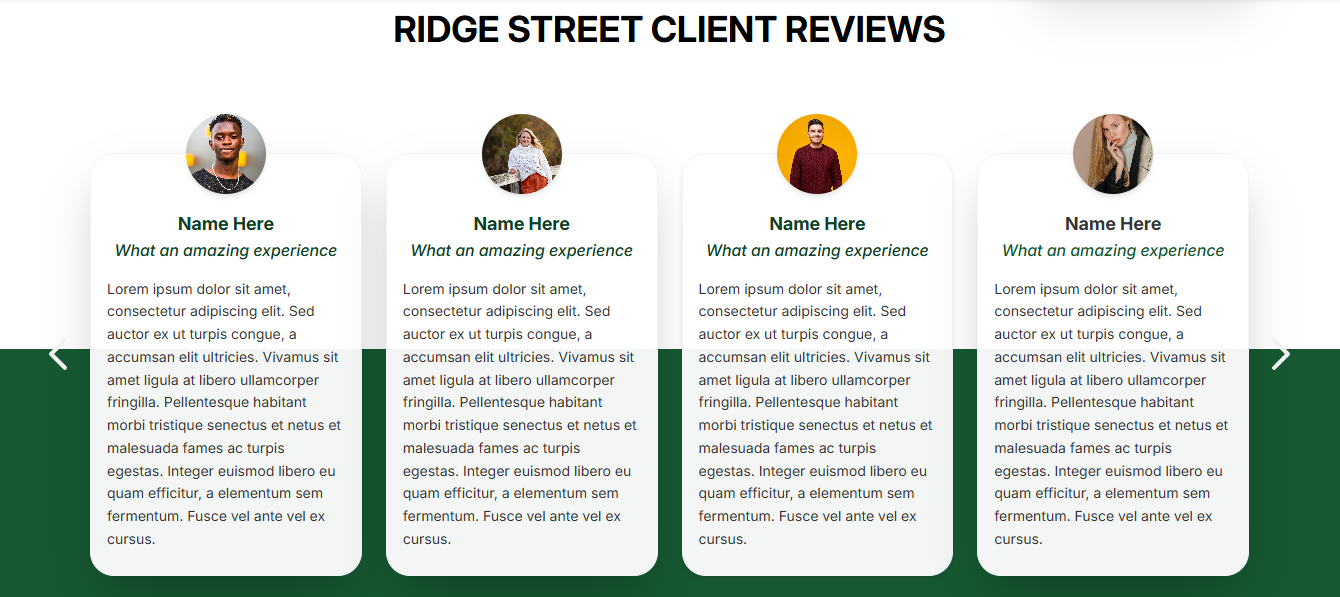 RIDGE STREET CLIENT REVIEWS
Name Here
What an amazing experience
Lorem ipsum dolor sit amet,
consectetur adipiscing elit. Sed
auctor ex ut turpis congue, a
accumsan elit ultricies. Vivamus sit
amet ligula at libero ullamcorper
fringilla. Pellentesque habitant
morbi tristique senectus et netus et
malesuada fames ac turpis
egestas. Integer euismod libero eu
quam efficitur, a elementum sem
fermentum. Fusce vel ante vel ex
cursus.
Name Here
What an amazing experience
Lorem ipsum dolor sit amet,
consectetur adipiscing elit. Sed
auctor ex ut turpis congue, a
accumsan elit ultricies. Vivamus sit
amet ligula at libero ullamcorper
fringilla. Pellentesque habitant
morbi tristique senectus et netus et
malesuada fames ac turpis
egestas. Integer euismod libero eu
quam efficitur, a elementum sem
fermentum. Fusce vel ante vel ex
cursus.
Name Here
What an amazing experience
Lorem ipsum dolor sit amet,
consectetur adipiscing elit. Sed
auctor ex ut turpis congue, a
accumsan elit ultricies. Vivamus sit
amet ligula at libero ullamcorper
fringilla. Pellentesque habitant
morbi tristique senectus et netus et
malesuada fames ac turpis
egestas. Integer euismod libero eu
quam efficitur, a elementum sem
fermentum. Fusce vel ante vel ex
cursus.
Name Here
What an amazing experience
Lorem ipsum dolor sit amet,
consectetur adipiscing elit. Sed
auctor ex ut turpis congue, a
accumsan elit ultricies. Vivamus sit
amet ligula at libero ullamcorper
fringilla. Pellentesque habitant
morbi tristique senectus et netus et
malesuada fames ac turpis
egestas. Integer euismod libero eu
quam efficitur, a elementum sem
fermentum. Fusce vel ante vel ex
cursus.